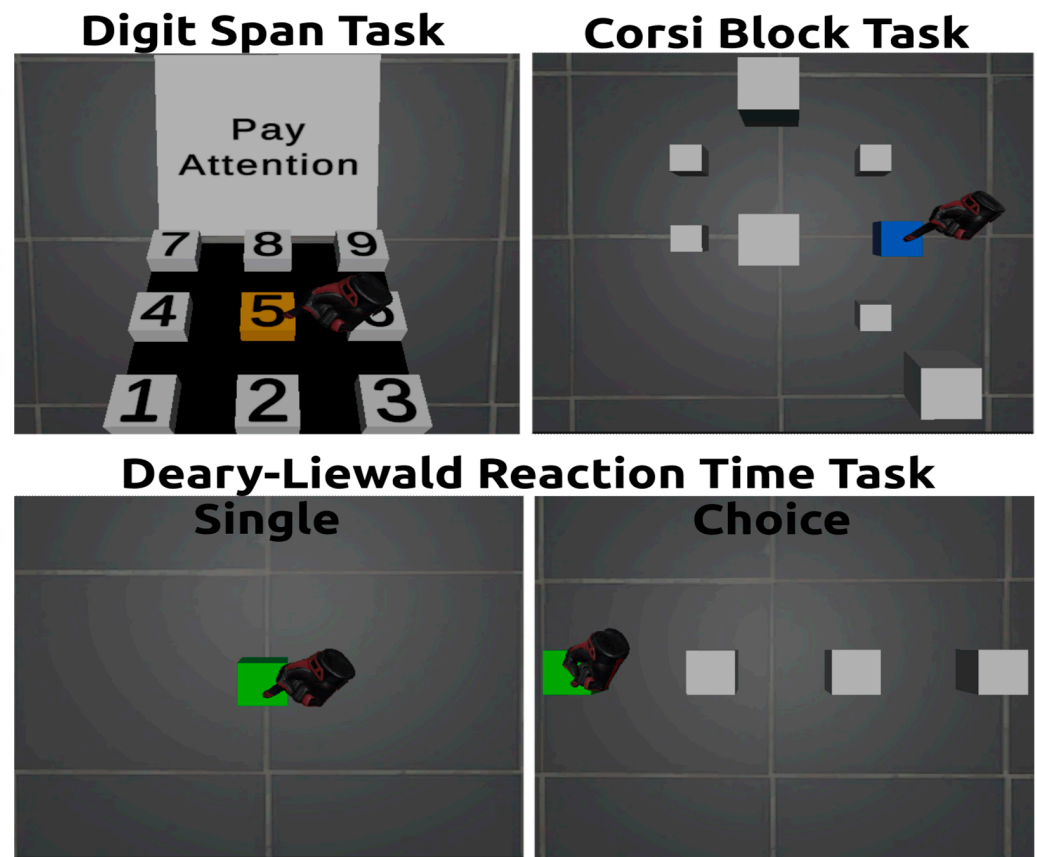 Digit Span Task
Corsi Block Task
Pay
Attention
7 8 9
4 5 6
1 2 3
Deary-Liewald Reaction Time Task
Single
Choice